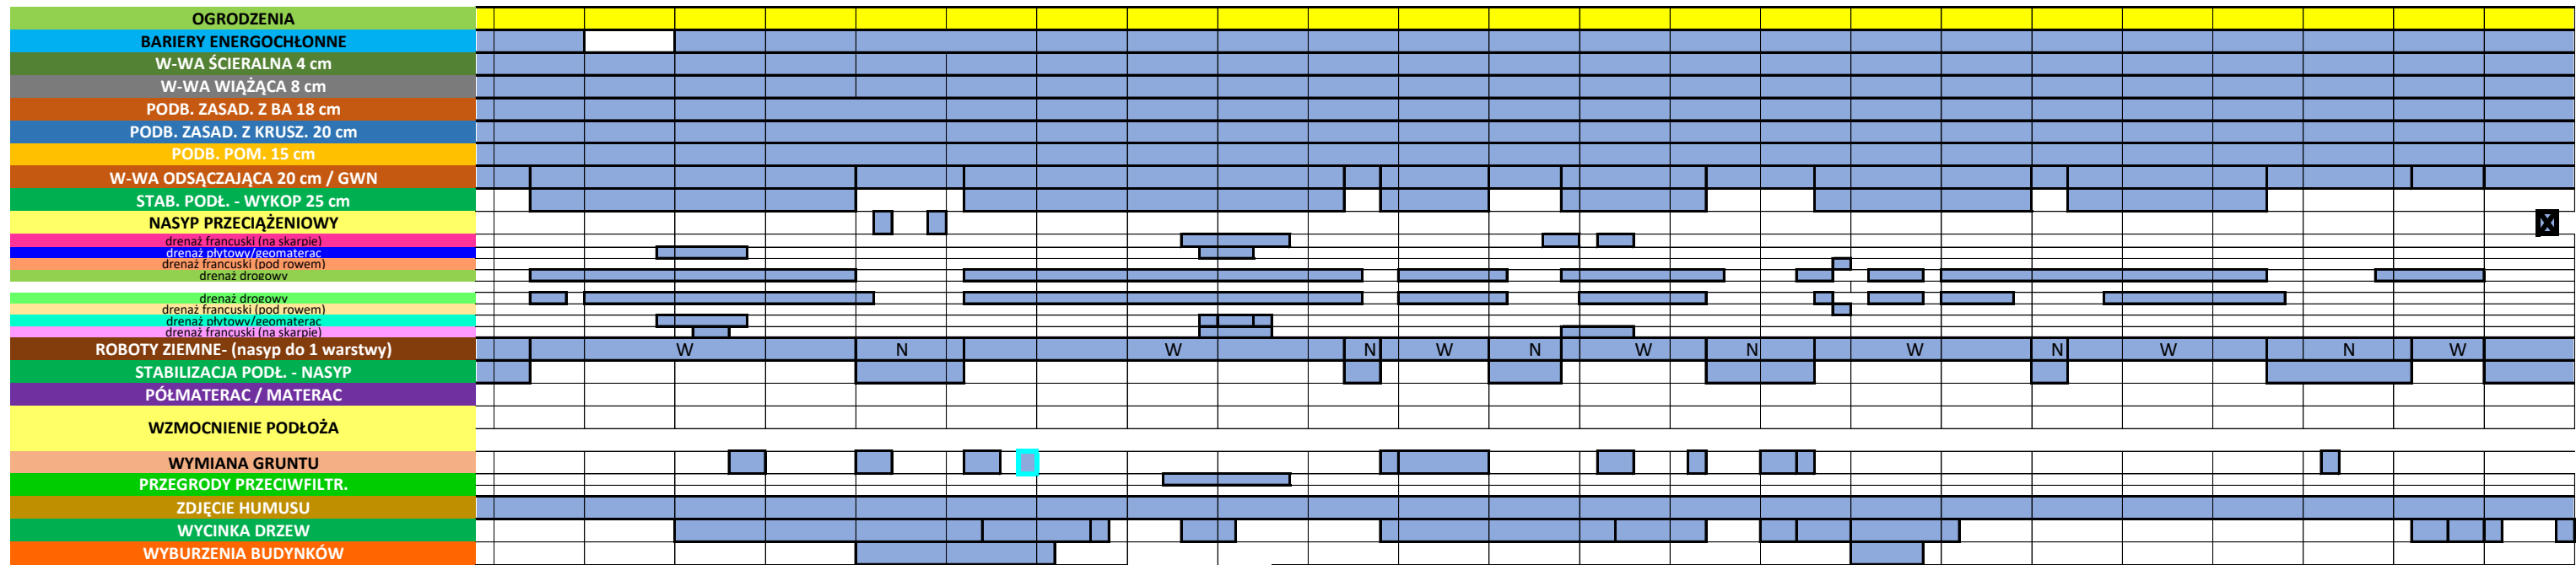 OGRODZENIA
BARIERY ENERGOCHŁONNE
W-WA ŚCIERALNA 4 cm
W-WA WIĄŻĄCA 8 cm
PODB. ZASAD. Z BA 18 cm
PODB. ZASAD. Z KRUSZ. 20 cm
PODB. POM. 15 cm
W-WA ODSĄCZAJĄCA 20 cm / GWN
STAB. PODŁ. - WYKOP 25 cm
NASYP PRZECIĄŻENIOWY
drenaż francuski (na skarpie)
drenaż płytowy/geomaterac
drenaż francuski (pod rowem)
drenaż drogowy
drenaż drogowy
drenaż francuski (pod rowem)
drenaż płytowy/geomaterac
drenaż francuski (na skarpie)
ROBOTY ZIEMNE- (nasyp do 1 warstwy) W N W N W N W N W N W N W
STABILIZACJA PODŁ. - NASYP
PÓŁMATERAC / MATERAC
WZMOCNIENIE PODŁOŻA
WYMIANA GRUNTU
PRZEGRODY PRZECIWFILTR.
ZDJĘCIE HUMUSU
WYCINKA DRZEW
WYBURZENIA BUDYNKÓW